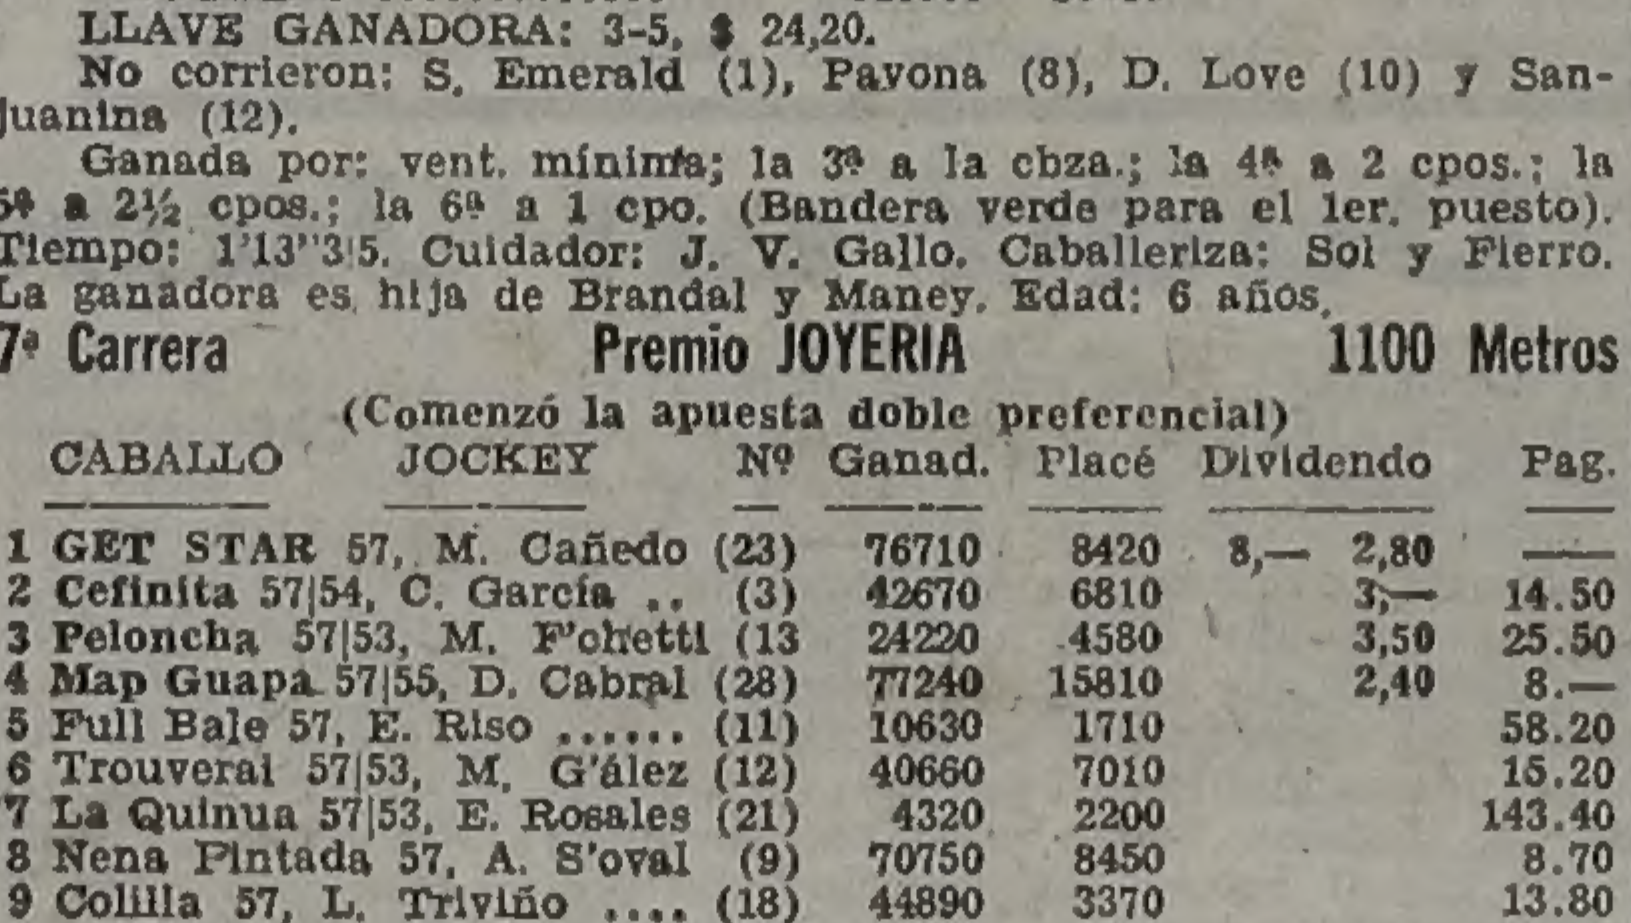 LLAVE GANADORA: 3-5, $ 24,20.
No corrieron: S. Emerald (1), Pavona (8), D. Love (10) y San-
juanina (12).
Ganada por: vent. mínima; la 3ª a la cbza.; la 4ª a 2 cpos.; la
5ª a 2½ cpos.; la 6ª a 1 cpo. (Bandera verde para el 1er. puesto).
Tiempo: 1'13"3|5. Cuidador: J. V. Gallo. Caballeriza: Sol y Fierro.
La ganadora es hija de Brandal y Maney. Edad: 6 años.
7ª Carrera Premio JOYERIA 1100 Metros
(Comenzó la apuesta doble preferencial)
CABALLO JOCKEY Nº Ganad. Placé Dividendo Pag.
1 GET STAR 57, M. Cañedo (23) 76710 8420 8,— 2,80 —
2 Cefinita 57|54, C. García .. (3) 42670 6810 3,— 14.50
3 Peloncha 57|53, M. F'chetti (13 24220 4580 3,50 25.50
4 Map Guapa 57|55, D. Cabral (28) 77240 15810 2,40 8.—
5 Full Bale 57, E. Riso ...... (11) 10630 1710 58.20
6 Trouveral 57|53, M. G'ález (12) 40660 7010 15.20
7 La Quinua 57|53, E. Rosales (21) 4320 2200 143.40
8 Nena Pintada 57, A. S'oval (9) 70750 8450 8.70
9 Colilla 57, L. Triviño .... (18) 44890 3370 13.80